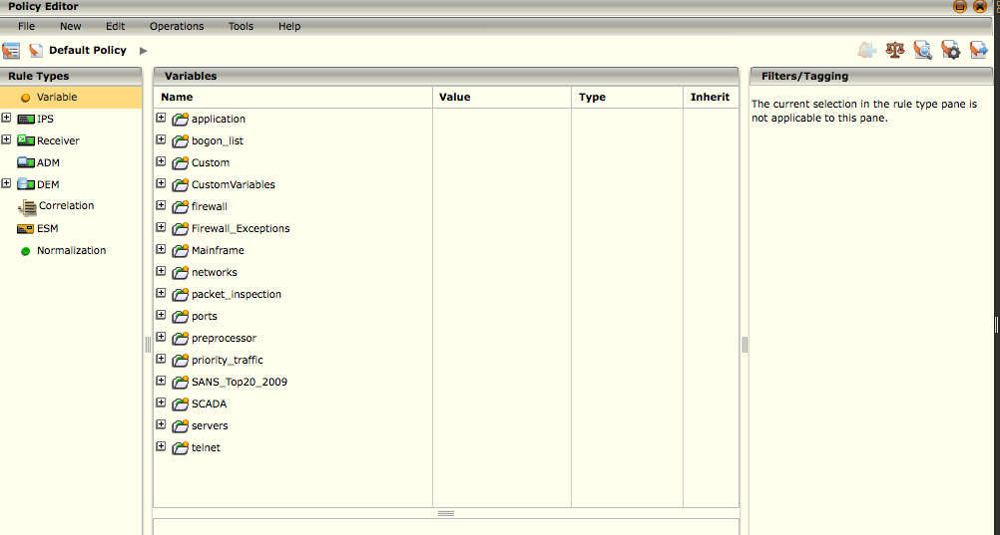 Policy Editor
File New Edit Operations Tools Help
Default Policy
Rule Types
Variable
IPS
Receiver
ADM
DEM
Correlation
ESM
Normalization
Variables
Name Value Type Inherit
application
bogon_list
Custom
CustomVariables
firewall
Firewall_Exceptions
Mainframe
networks
packet_inspection
ports
preprocessor
priority_traffic
SANS_Top20_2009
SCADA
servers
telnet
Filters/Tagging
The current selection in the rule type pane is
not applicable to this pane.